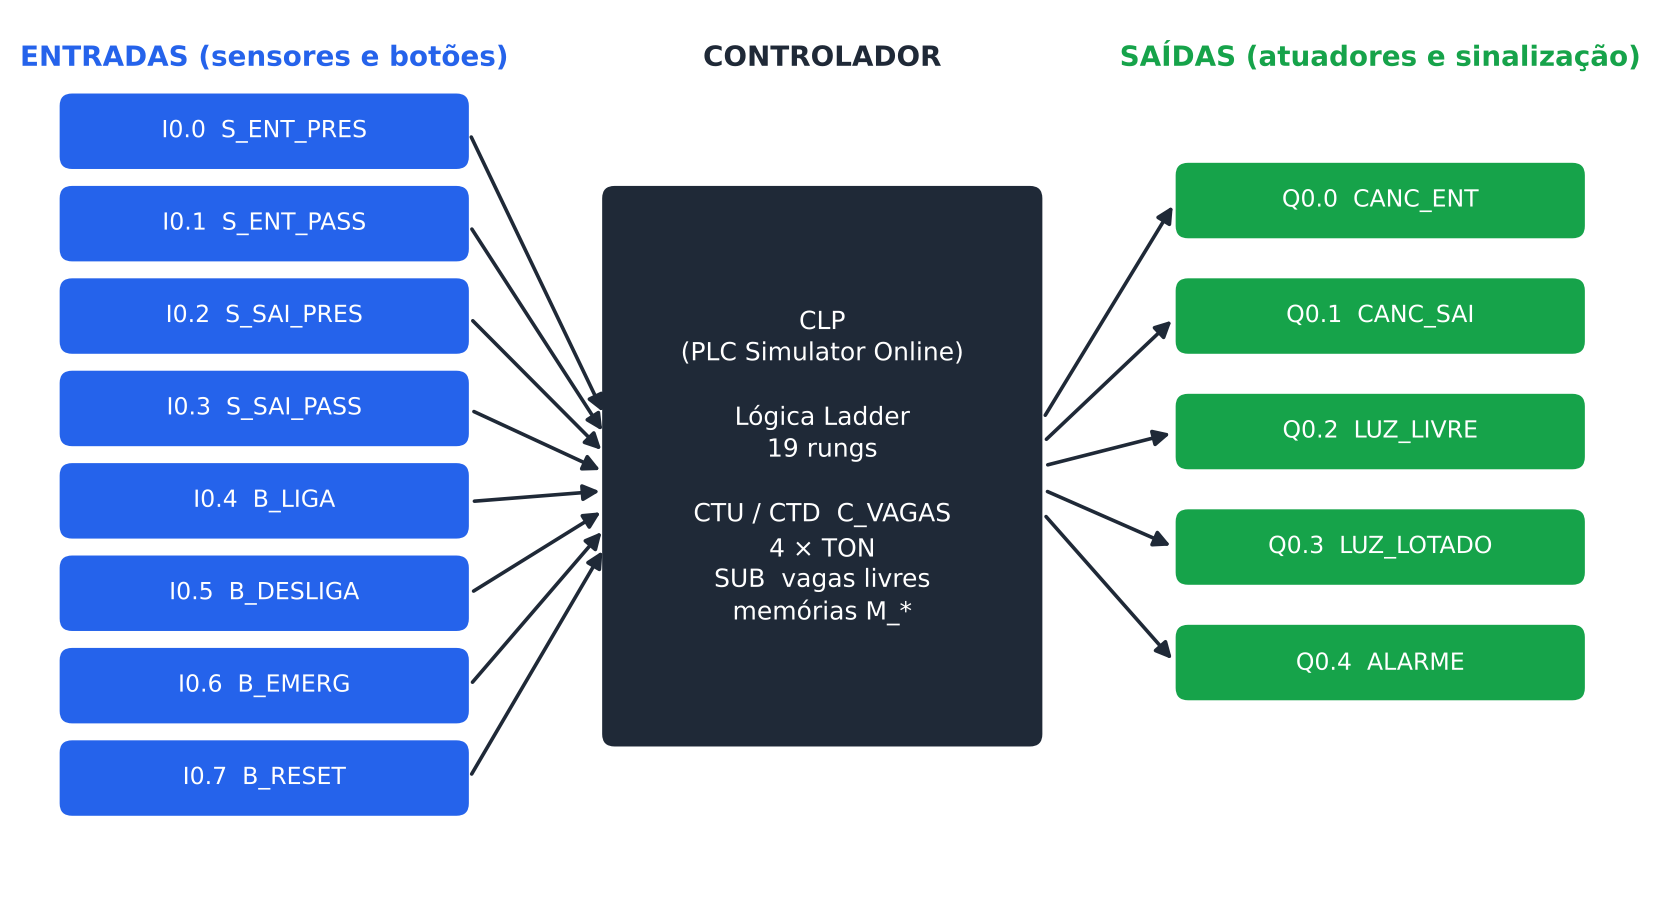 ENTRADAS (sensores e botões)
I0.0  S_ENT_PRES
I0.1  S_ENT_PASS
I0.2  S_SAI_PRES
I0.3  S_SAI_PASS
I0.4  B_LIGA
I0.5  B_DESLIGA
I0.6  B_EMERG
I0.7  B_RESET
CONTROLADOR
CLP
(PLC Simulator Online)
Lógica Ladder
19 rungs
CTU / CTD  C_VAGAS
4 × TON
SUB  vagas livres
memórias M_*
SAÍDAS (atuadores e sinalização)
Q0.0  CANC_ENT
Q0.1  CANC_SAI
Q0.2  LUZ_LIVRE
Q0.3  LUZ_LOTADO
Q0.4  ALARME